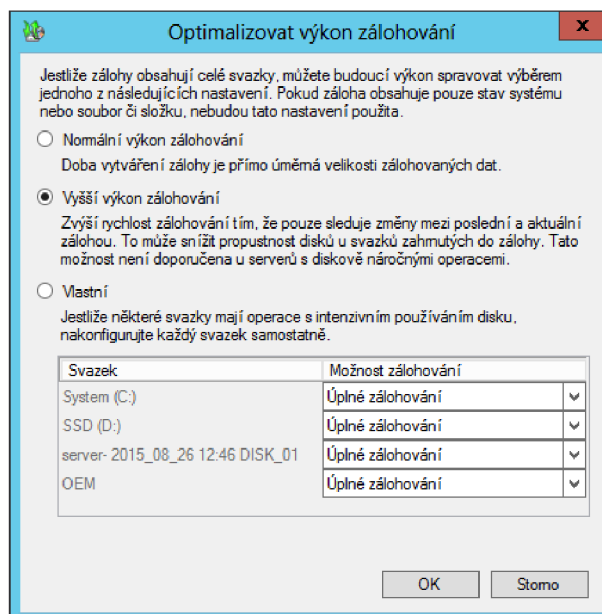 Optimalizovat výkon zálohování
x
Jestliže zálohy obsahují celé svazky, můžete budoucí výkon spravovat výběrem
jednoho z následujících nastavení. Pokud záloha obsahuje pouze stav systému
nebo soubor či složku, nebudou tato nastavení použita.
Normální výkon zálohování
Doba vytváření zálohy je přímo úměrná velikosti zálohovaných dat.
Vyšší výkon zálohování
Zvýší rychlost zálohování tím, že pouze sleduje změny mezi poslední a aktuální
zálohou. To může snížit propustnost disků u svazků zahrnutých do zálohy. Tato
možnost není doporučena u serverů s diskově náročnými operacemi.
Vlastní
Jestliže některé svazky mají operace s intenzivním používáním disku,
nakonfigurujte každý svazek samostatně.
Svazek Možnost zálohování
System (C:) Úplné zálohování
SSD (D:) Úplné zálohování
server- 2015_08_26 12:46 DISK_01 Úplné zálohování
OEM Úplné zálohování
OK Storno